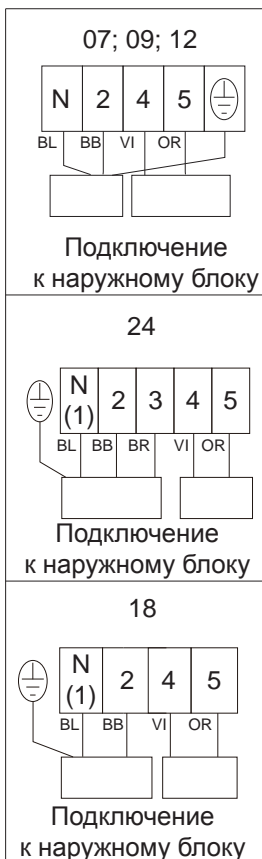 07; 09; 12
N 2 4 5
BL BB VI OR
Подключение
к наружному блоку
24
N
(1) 2 3 4 5
BL BB BR VI OR
Подключение
к наружному блоку
18
N
(1) 2 4 5
BL BB VI OR
Подключение
к наружному блоку